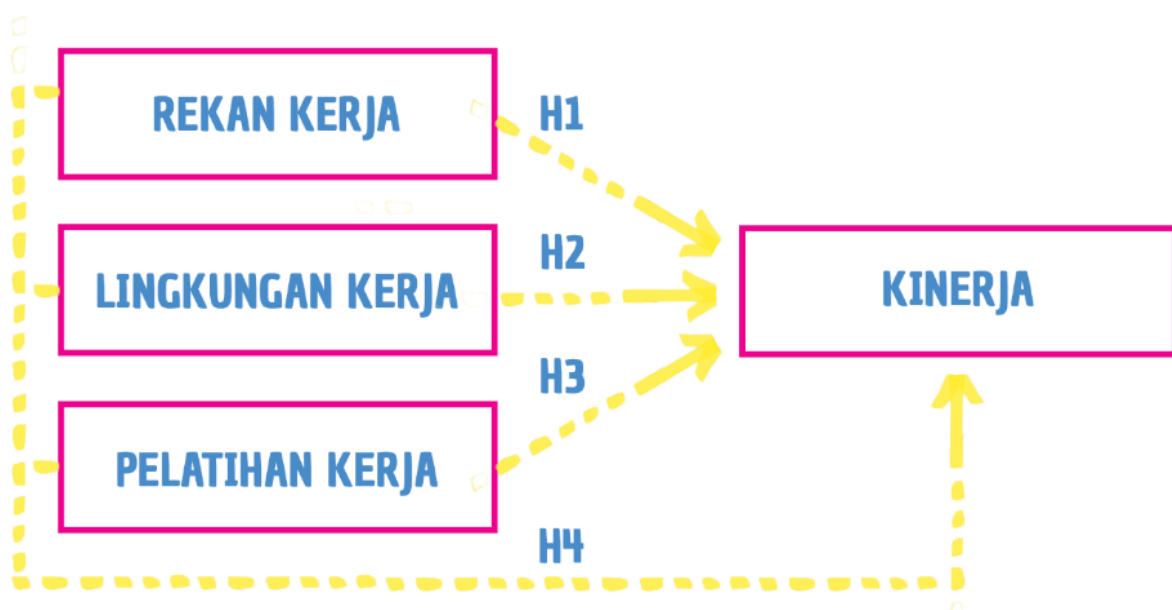 REKAN KERJA
H1
LINGKUNGAN KERJA
H2
KINERJA
H3
PELATIHAN KERJA
H4